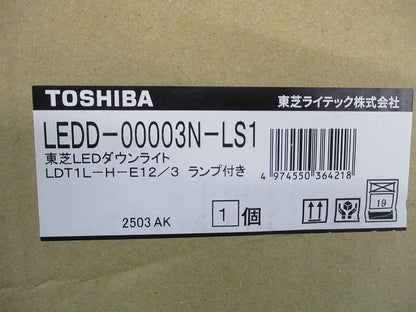 TOSHIBA 東芝ライテック株式会社
LEDD-00003N-LS1
東芝LEDダウンライト
LDT1L-H-E12/3 ランプ付き
4 974550 364218
2503 AK 1 個 19